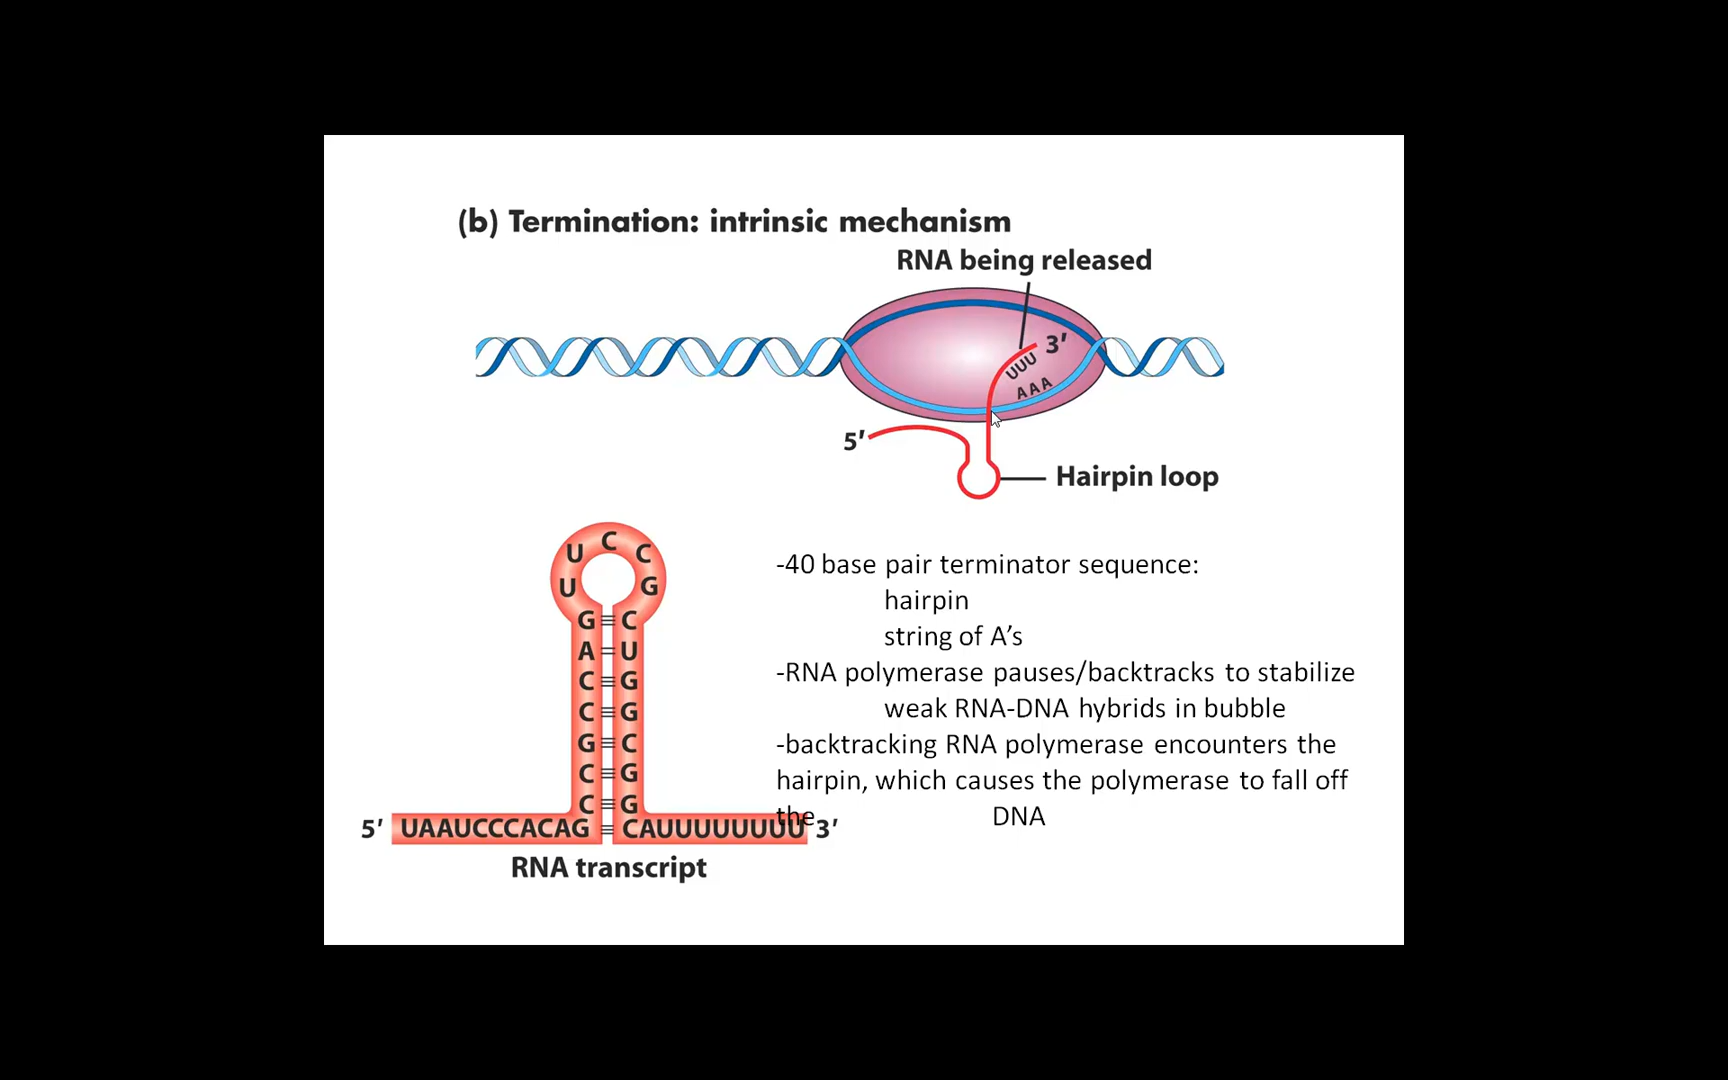 (b) Termination: intrinsic mechanism
RNA being released
3′
UUU
AAA
5′
Hairpin loop
C
U C
U G
G≡C
A=U
C≡G
C≡G
G≡C
C≡G
C≡G
5′ UAAUCCCACAG≡CAUUUUUUUU 3′
RNA transcript
-40 base pair terminator sequence:
hairpin
string of A’s
-RNA polymerase pauses/backtracks to stabilize
weak RNA-DNA hybrids in bubble
-backtracking RNA polymerase encounters the
hairpin, which causes the polymerase to fall off
the DNA